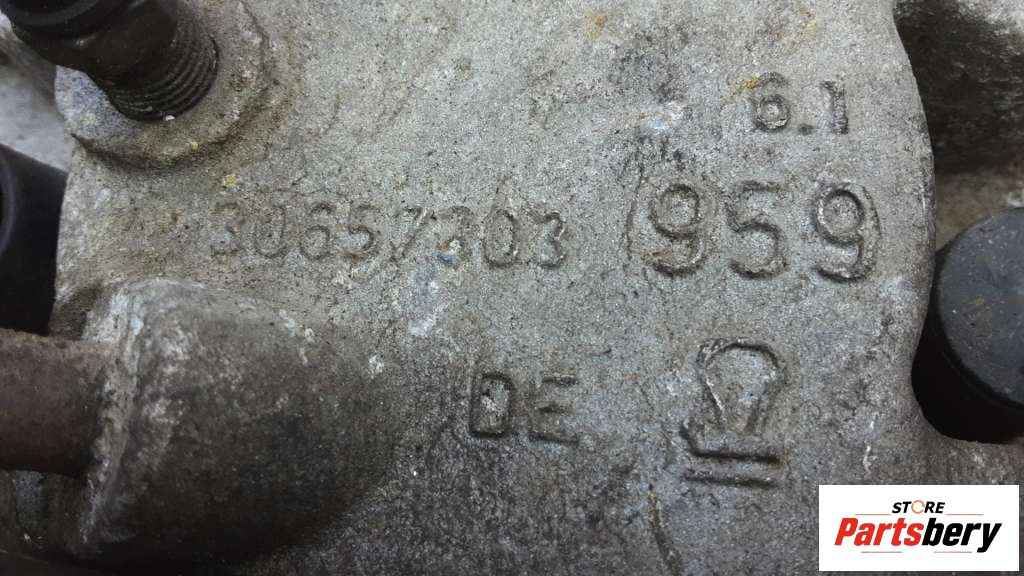 6.1
30657303 959
DE
STORE
Partsbery